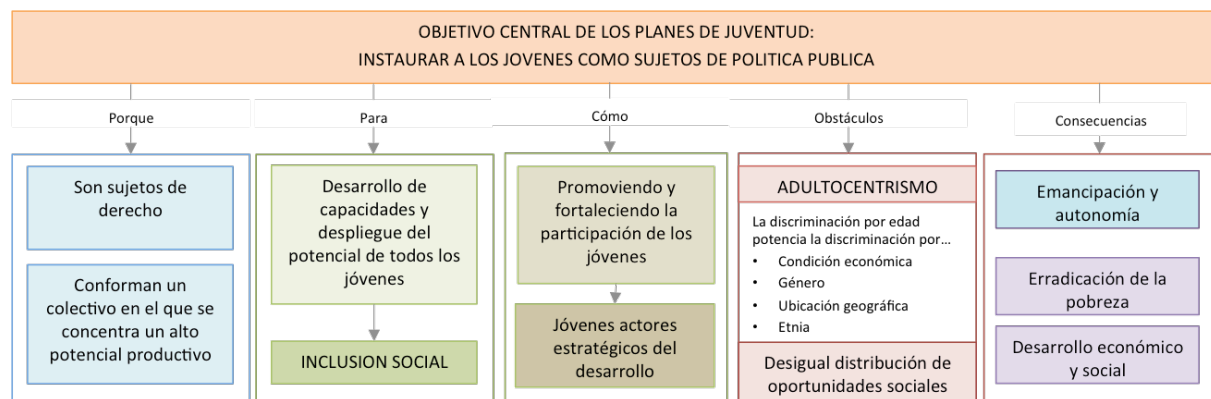 OBJETIVO CENTRAL DE LOS PLANES DE JUVENTUD:
INSTAURAR A LOS JOVENES COMO SUJETOS DE POLITICA PUBLICA
Porque
Para
Cómo
Obstáculos
Consecuencias
Son sujetos de
derecho
Conforman un
colectivo en el que se
concentra un alto
potencial productivo
Desarrollo de
capacidades y
despliegue del
potencial de todos los
jóvenes
INCLUSION SOCIAL
Promoviendo y
fortaleciendo la
participación de los
jóvenes
Jóvenes actores
estratégicos del
desarrollo
ADULTOCENTRISMO
La discriminación por edad
potencia la discriminación por…
• Condición económica
• Género
• Ubicación geográfica
• Etnia
Desigual distribución de
oportunidades sociales
Emancipación y
autonomía
Erradicación de la
pobreza
Desarrollo económico
y social